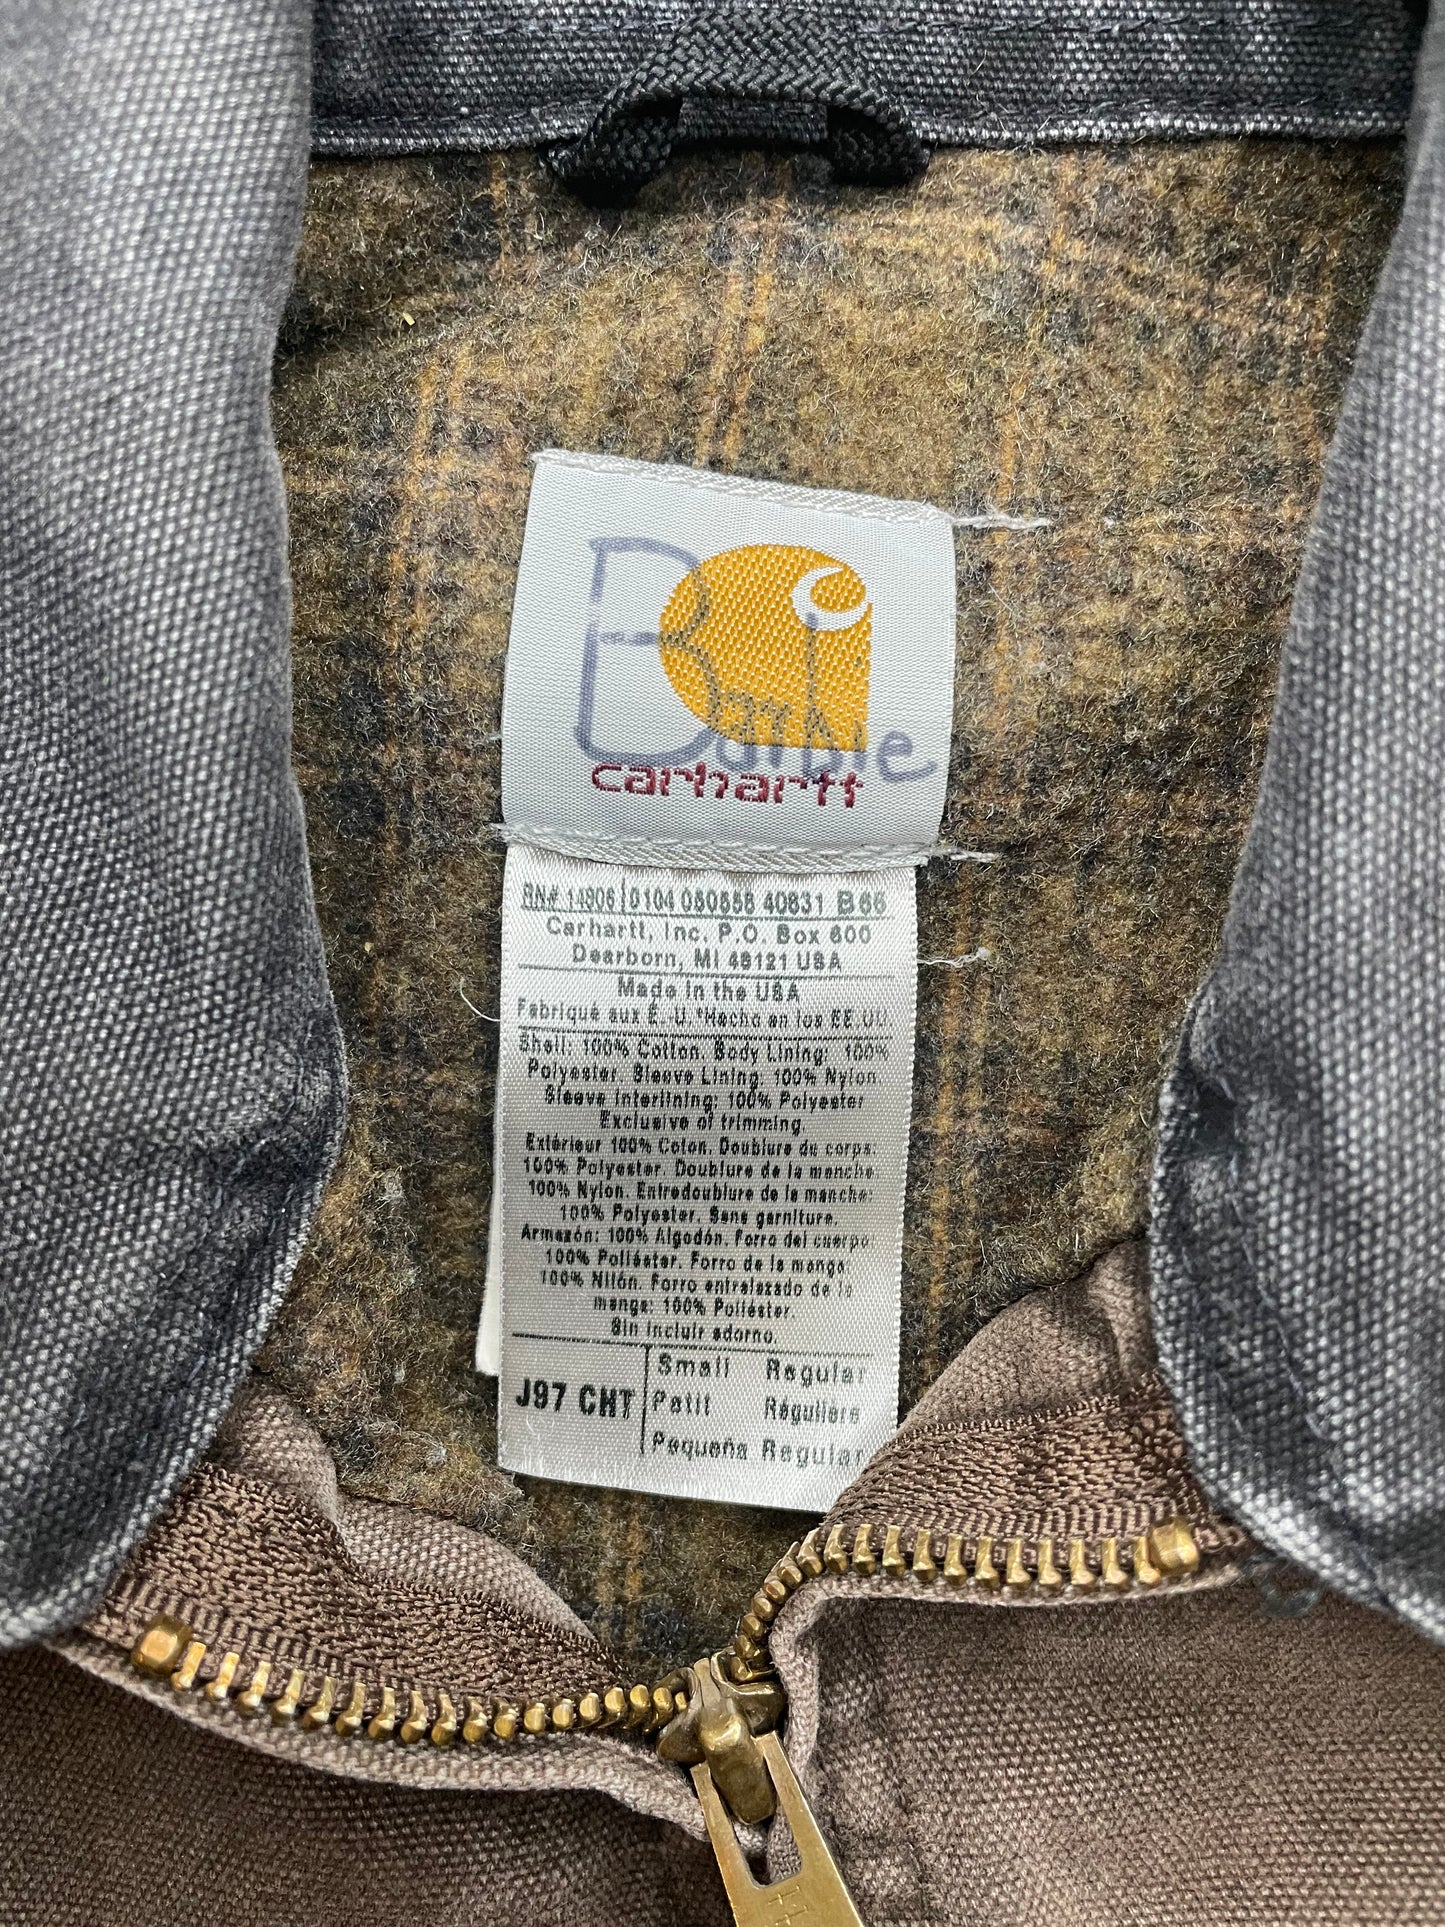 Barbie
carhartt
RN# 14806 0104 050558 40831 B66
Carhartt, Inc. P.O. Box 600
Dearborn, MI 48121 USA
Made in the USA
Fabriqué aux É.-U. *Hecho en los EE.UU
Shell: 100% Cotton. Body Lining: 100%
Polyester. Sleeve Lining: 100% Nylon
Sleeve Interlining: 100% Polyester
Exclusive of trimming.
Extérieur 100% Coton. Doublure du corps:
100% Polyester. Doublure de la manche
100% Nylon. Entredoublure de la manche:
100% Polyester. Sans garniture.
Armazón: 100% Algodón. Forro del cuerpo
100% Poliéster. Forro de la manga
100% Nilón. Forro entrelazado de la
manga: 100% Poliéster.
Sin incluir adorno.
J97 CHT
Small Regular
Petit Régulière
Pequeña Regular